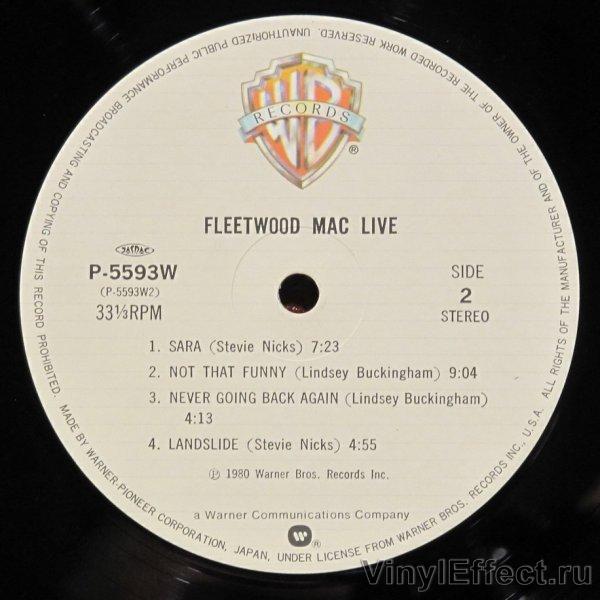 UNAUTHORIZED PUBLIC PERFORMANCE BROADCASTING AND COPYING OF THIS RECORD PROHIBITED. MADE BY WARNER-PIONEER CORPORATION, JAPAN, UNDER LICENSE FROM WARNER BROS. RECORDS INC., U.S.A. ALL RIGHTS OF THE MANUFACTURER AND OF THE OWNER OF THE RECORDED WORK RESERVED.
WB
RECORDS
®
FLEETWOOD MAC LIVE
JASRAC
P-5593W
(P-5593W2)
33⅓RPM
SIDE
2
STEREO
1. SARA (Stevie Nicks) 7:23
2. NOT THAT FUNNY (Lindsey Buckingham) 9:04
3. NEVER GOING BACK AGAIN (Lindsey Buckingham)
4:13
4. LANDSLIDE (Stevie Nicks) 4:55
℗ 1980 Warner Bros. Records Inc.
a Warner Communications Company
®
VinylEffect.ru